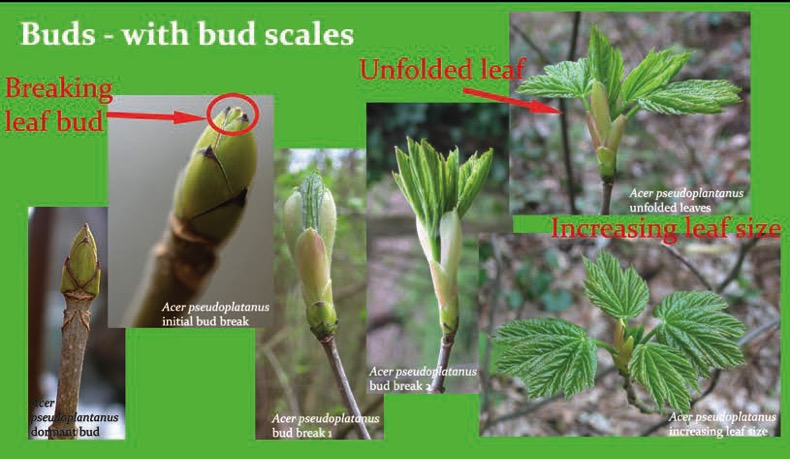 Buds - with bud scales
Breaking
leaf bud
Unfolded leaf
Acer pseudoplantanus
unfolded leaves
Increasing leaf size
Acer pseudoplatanus
initial bud break
Acer pseudoplatanus
bud break 2
Acer
pseudoplantanus
dormant bud
Acer pseudoplatanus
bud break 1
Acer pseudoplatanus
increasing leaf size